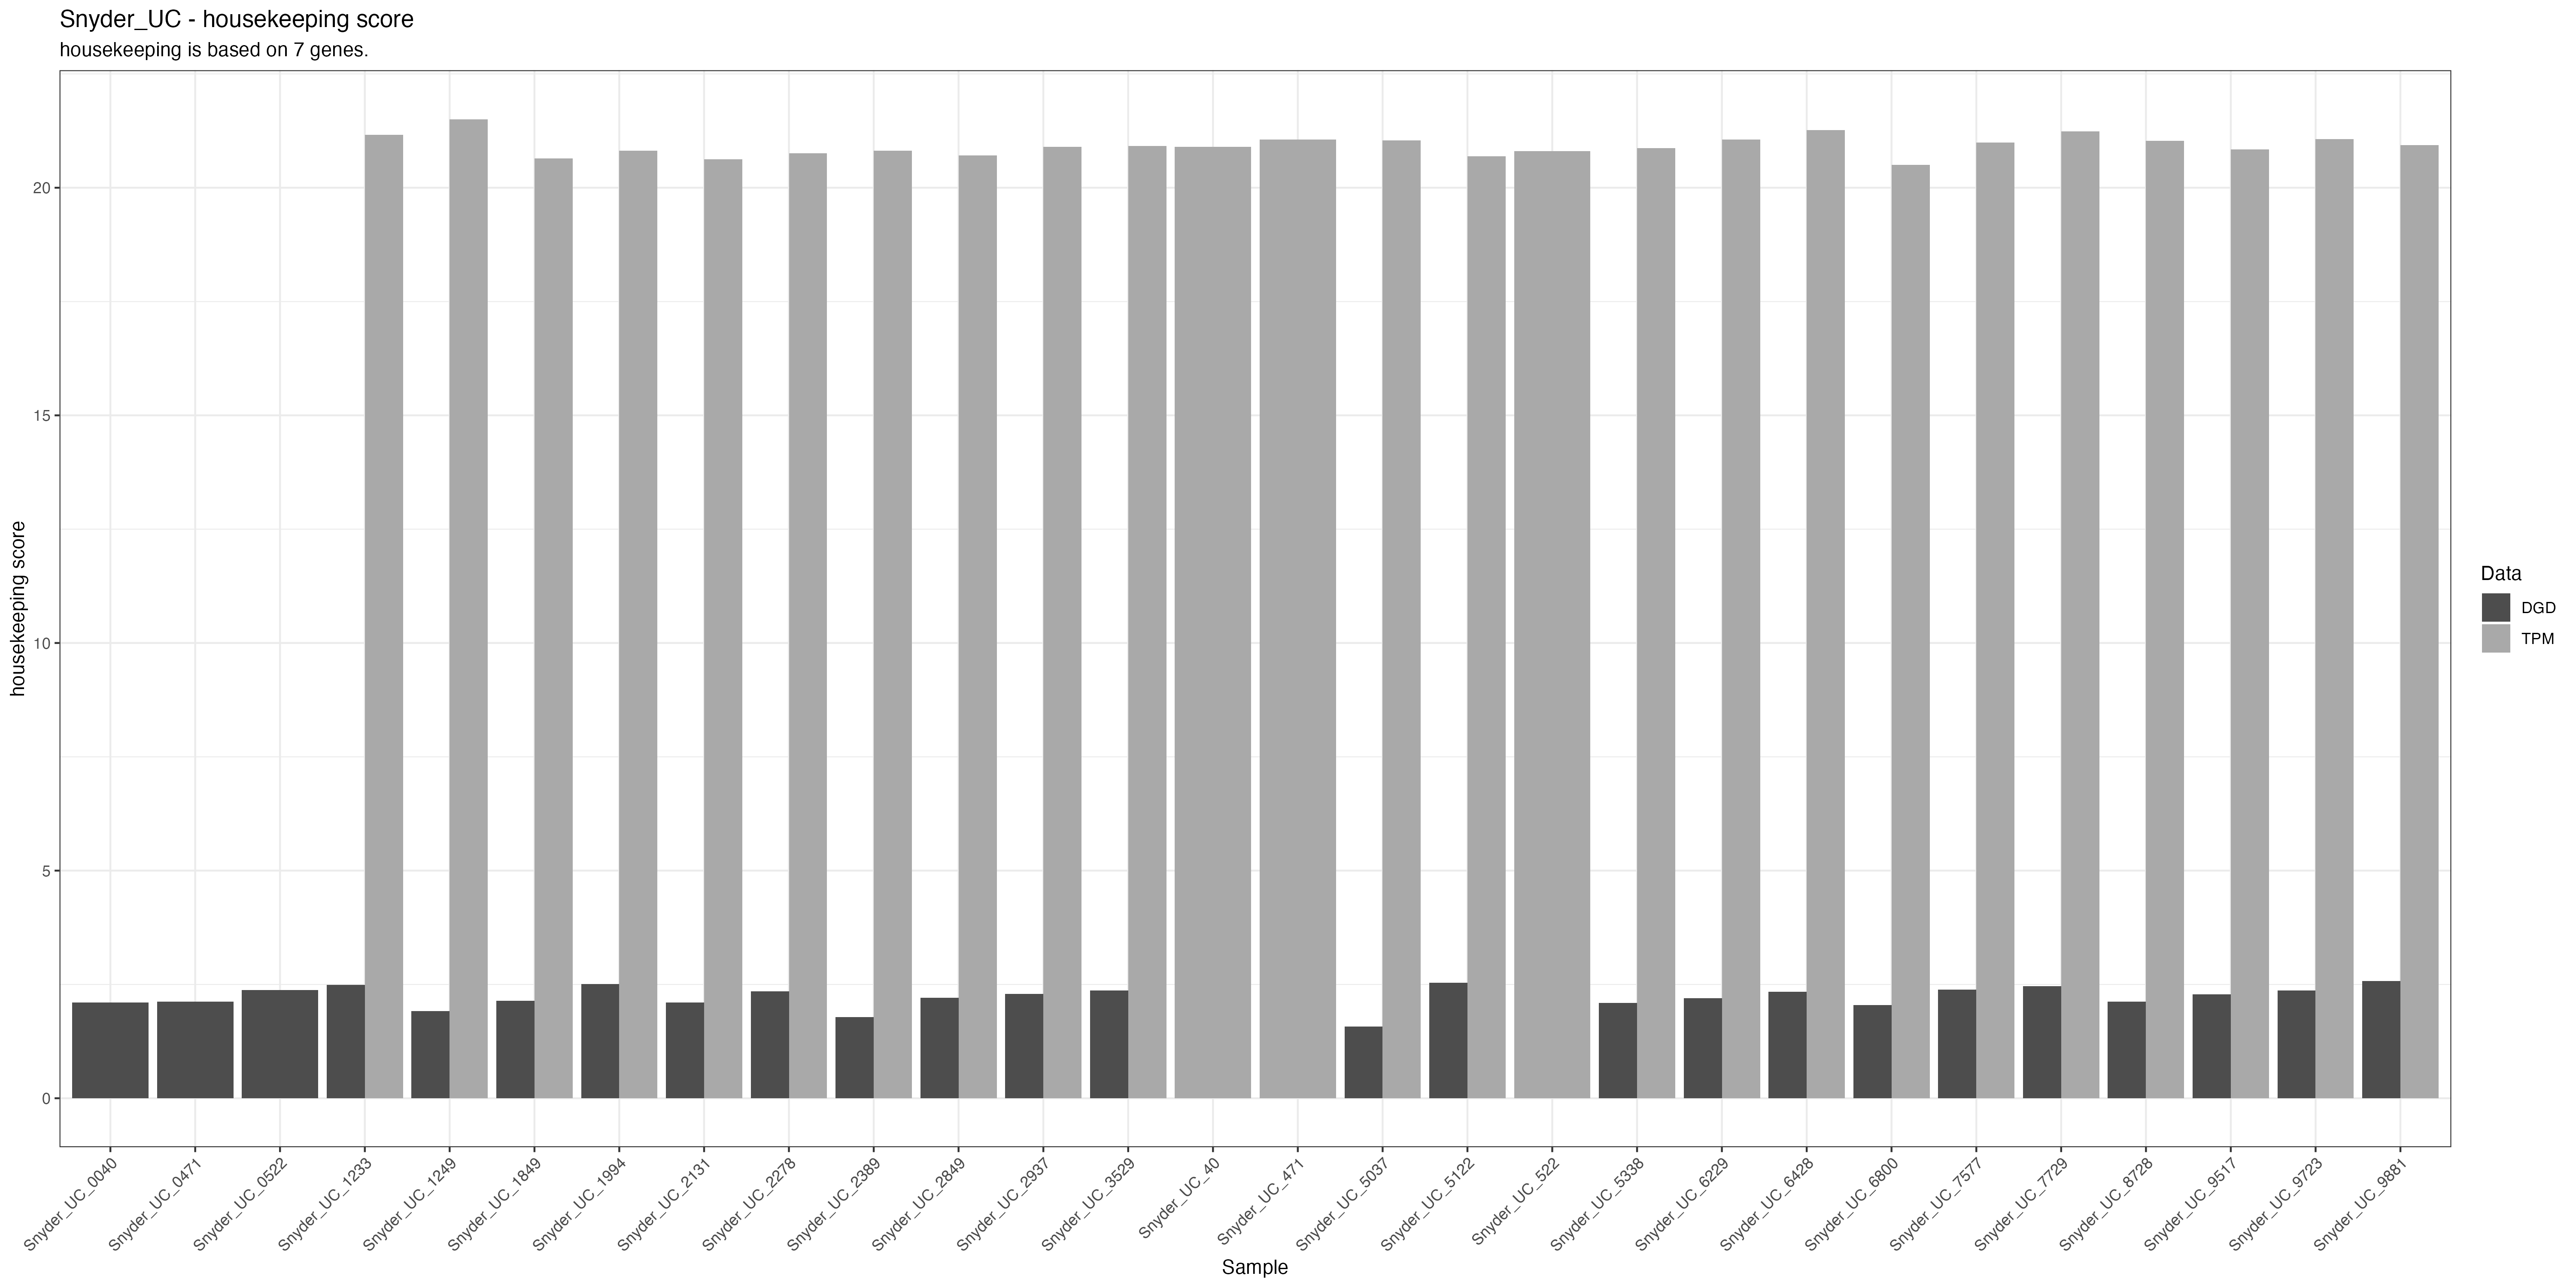 Snyder_UC - housekeeping score
housekeeping is based on 7 genes.
housekeeping score
20
15
10
5
0
Snyder_UC_0040
Snyder_UC_0471
Snyder_UC_0522
Snyder_UC_1233
Snyder_UC_1249
Snyder_UC_1849
Snyder_UC_1994
Snyder_UC_2131
Snyder_UC_2278
Snyder_UC_2389
Snyder_UC_2849
Snyder_UC_2937
Snyder_UC_3529
Snyder_UC_40
Snyder_UC_471
Snyder_UC_5037
Snyder_UC_5122
Snyder_UC_522
Snyder_UC_5338
Snyder_UC_6229
Snyder_UC_6428
Snyder_UC_6800
Snyder_UC_7577
Snyder_UC_7729
Snyder_UC_8728
Snyder_UC_9517
Snyder_UC_9723
Snyder_UC_9881
Sample
Data
DGD
TPM